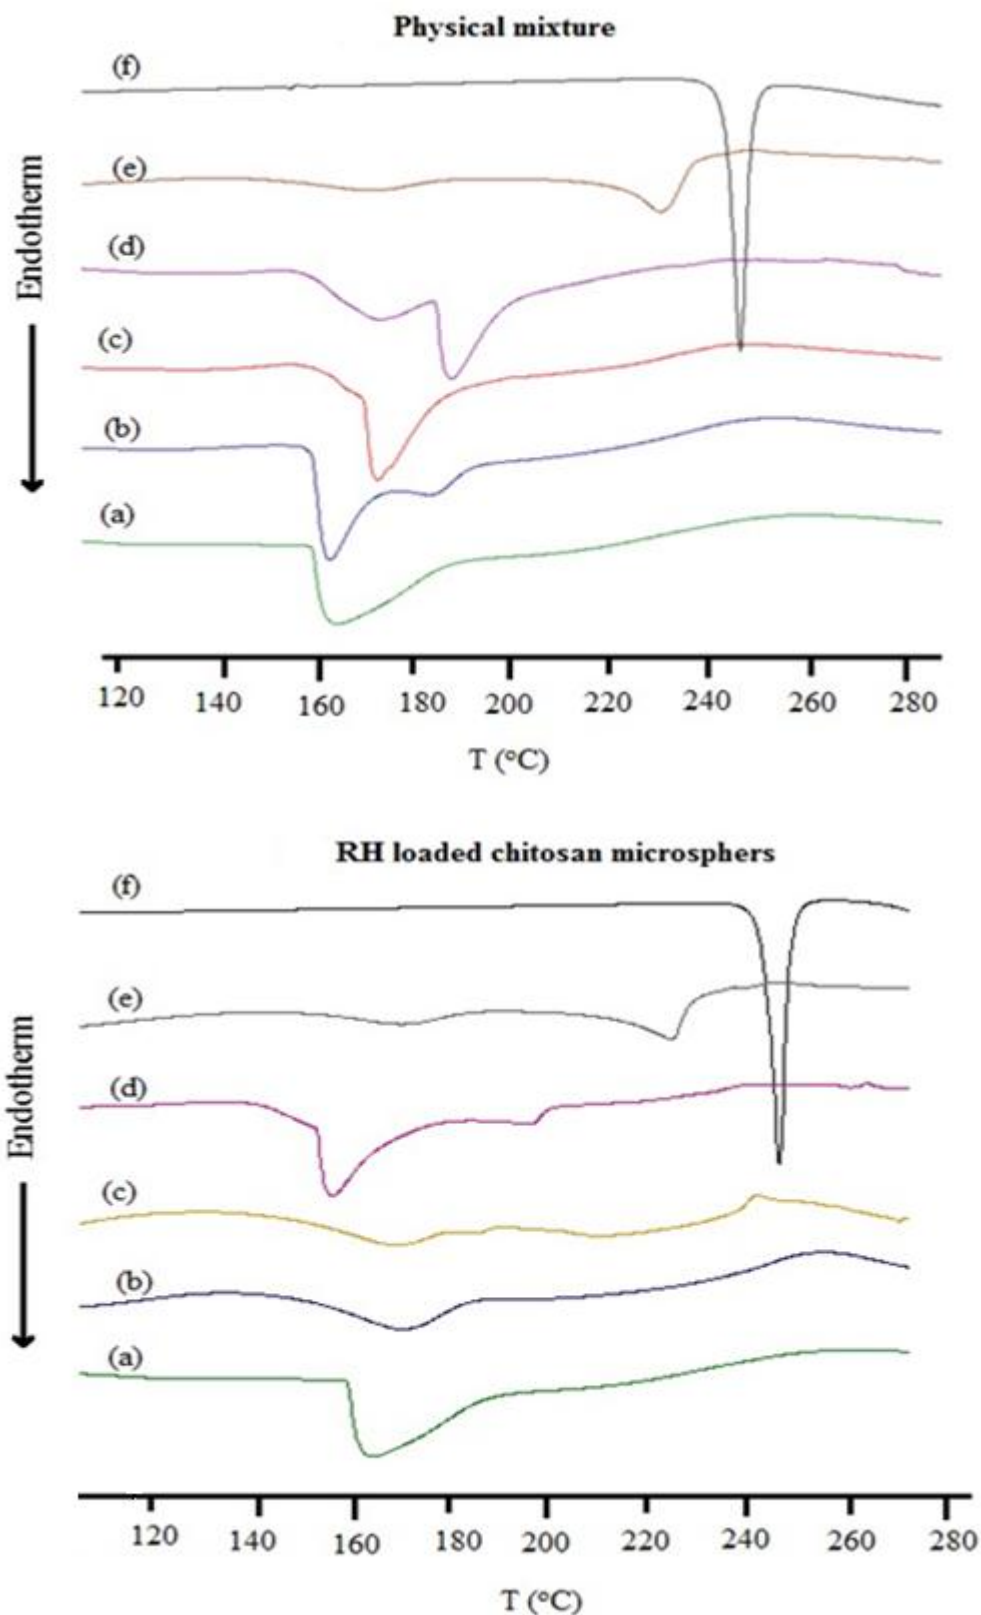 Physical mixture
(f)
(e)
(d)
(c)
(b)
(a)
Endotherm
120 140 160 180 200 220 240 260 280
T (°C)
RH loaded chitosan microsphers
(f)
(e)
(d)
(c)
(b)
(a)
Endotherm
120 140 160 180 200 220 240 260 280
T (°C)